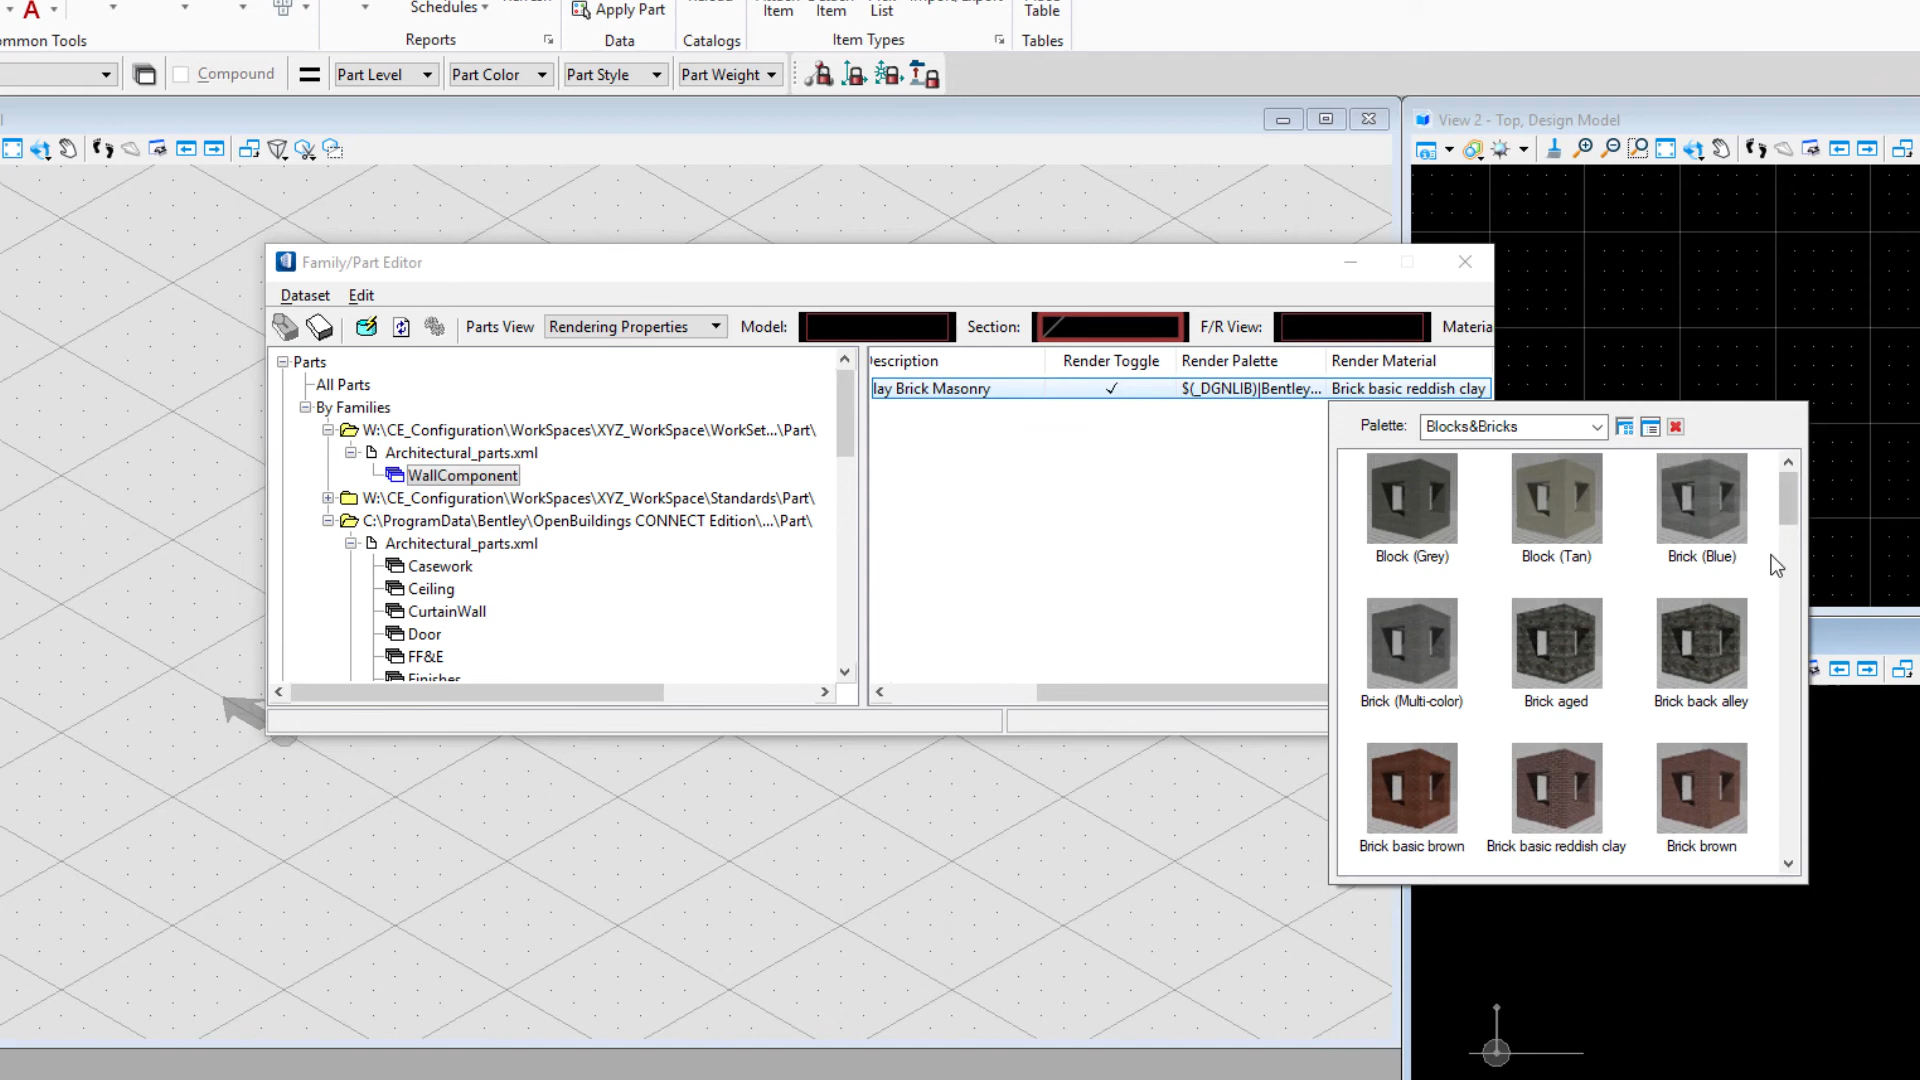 Schedules
Apply Part
Item
Item
List
Table
Common Tools
Reports
Data
Catalogs
Item Types
Tables
Compound
Part Level
Part Color
Part Style
Part Weight
View 2 - Top, Design Model
Family/Part Editor
Dataset
Edit
Parts View
Rendering Properties
Model:
Section:
F/R View:
Materia
Parts
All Parts
By Families
W:\CE_Configuration\WorkSpaces\XYZ_WorkSpace\WorkSet...\Part\
Architectural_parts.xml
WallComponent
W:\CE_Configuration\WorkSpaces\XYZ_WorkSpace\Standards\Part\
C:\ProgramData\Bentley\OpenBuildings CONNECT Edition\...\Part\
Architectural_parts.xml
Casework
Ceiling
CurtainWall
Door
FF&E
Finishes
escription
Render Toggle
Render Palette
Render Material
lay Brick Masonry
$(_DGNLIB)|Bentley...
Brick basic reddish clay
Palette:
Blocks&Bricks
Block (Grey)
Block (Tan)
Brick (Blue)
Brick (Multi-color)
Brick aged
Brick back alley
Brick basic brown
Brick basic reddish clay
Brick brown